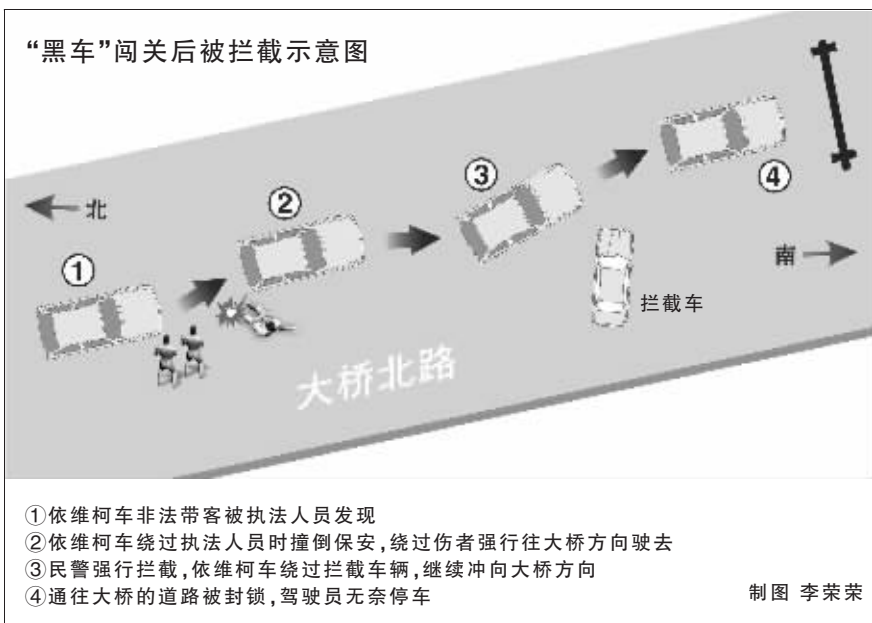 “黑车”闯关后被拦截示意图
北
①
②
③
④
南
拦截车
大桥北路
①依维柯车非法带客被执法人员发现
②依维柯车绕过执法人员时撞倒保安,绕过伤者强行往大桥方向驶去
③民警强行拦截,依维柯车绕过拦截车辆,继续冲向大桥方向
④通往大桥的道路被封锁,驾驶员无奈停车
制图 李荣荣